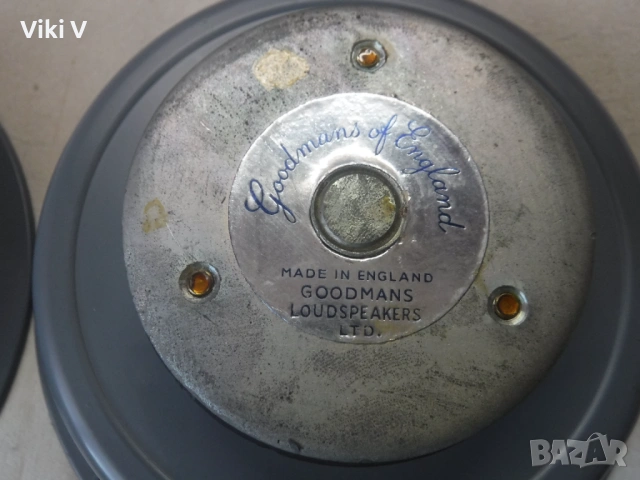 Viki V
Goodmans of England
MADE IN ENGLAND
GOODMANS
LOUDSPEAKERS
LTD.
BAZAR